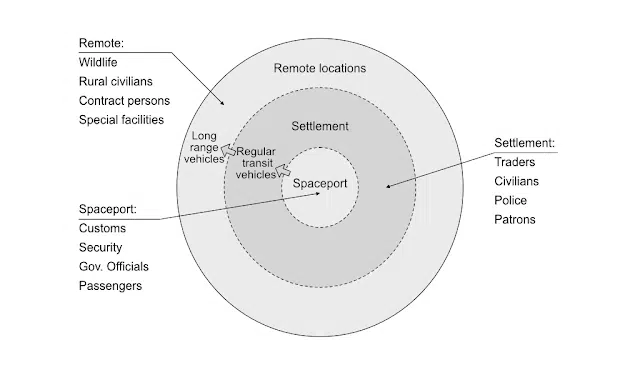 Remote:
Wildlife
Rural civilians
Contract persons
Special facilities
Remote locations
Settlement
Long
range
vehicles
Regular
transit
vehicles
Spaceport
Settlement:
Traders
Civilians
Police
Patrons
Spaceport:
Customs
Security
Gov. Officials
Passengers